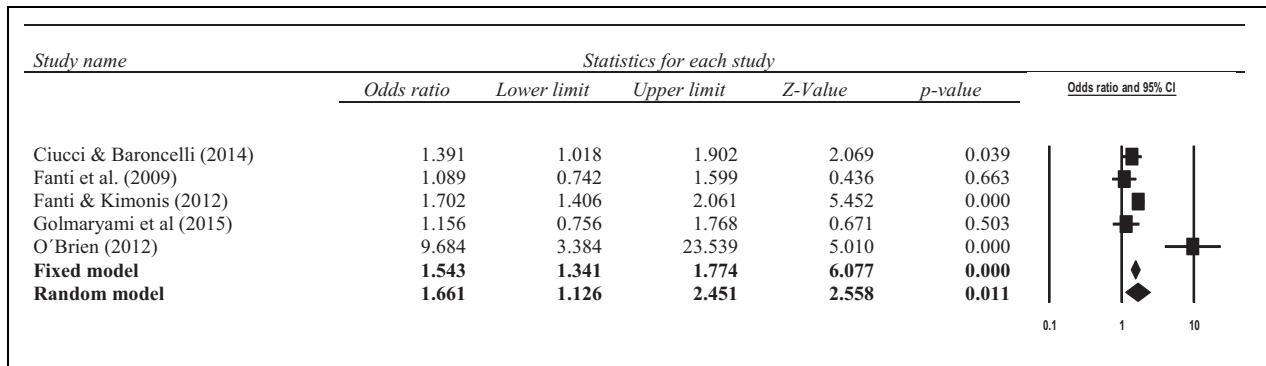 Study name Statistics for each study
Odds ratio Lower limit Upper limit Z-Value p-value Odds ratio and 95% CI
Ciucci & Baroncelli (2014) 1.391 1.018 1.902 2.069 0.039
Fanti et al. (2009) 1.089 0.742 1.599 0.436 0.663
Fanti & Kimonis (2012) 1.702 1.406 2.061 5.452 0.000
Golmaryami et al (2015) 1.156 0.756 1.768 0.671 0.503
O´Brien (2012) 9.684 3.384 23.539 5.010 0.000
Fixed model 1.543 1.341 1.774 6.077 0.000
Random model 1.661 1.126 2.451 2.558 0.011
0.1 1 10